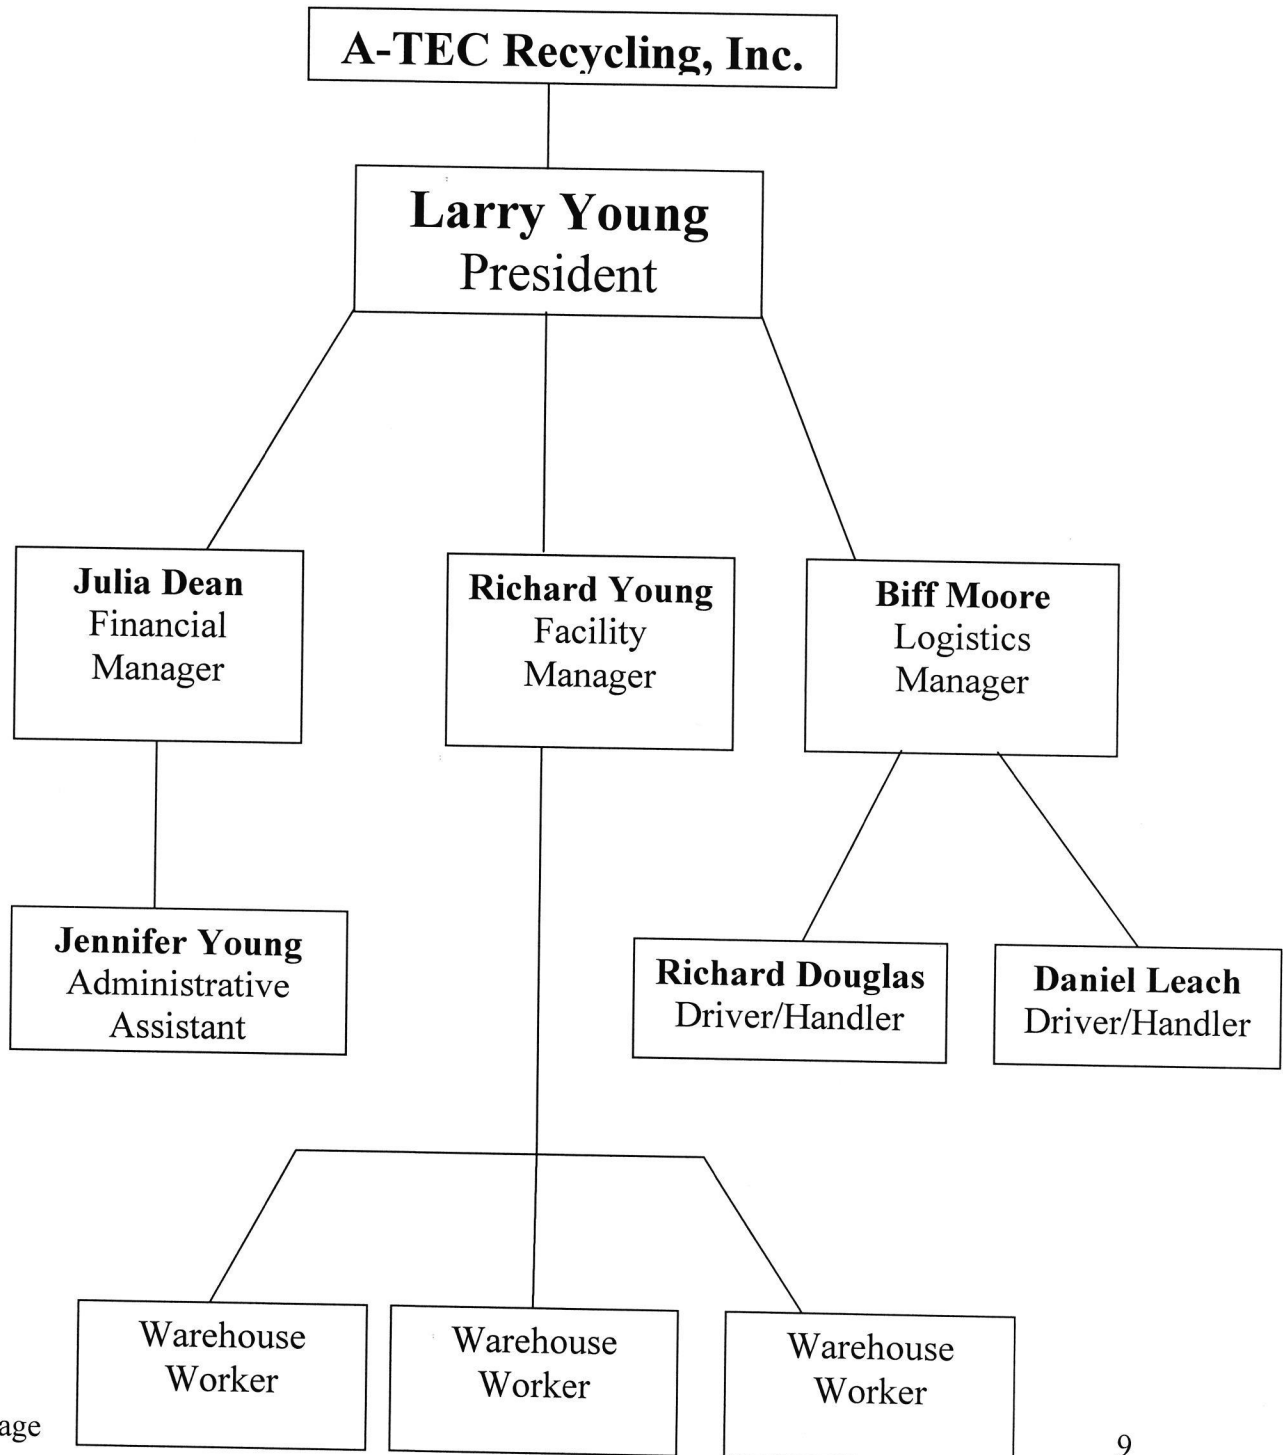 A-TEC Recycling, Inc.
Larry Young
President
Julia Dean
Financial
Manager
Richard Young
Facility
Manager
Biff Moore
Logistics
Manager
Jennifer Young
Administrative
Assistant
Richard Douglas
Driver/Handler
Daniel Leach
Driver/Handler
Warehouse
Worker
Warehouse
Worker
Warehouse
Worker
age
9